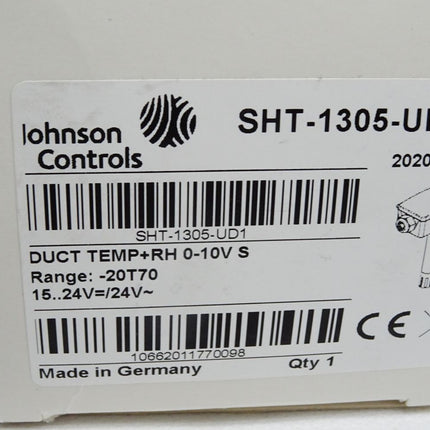 Johnson
Controls
SHT-1305-UD
2020
SHT-1305-UD1
DUCT TEMP+RH 0-10V S
Range: -20T70
15..24V=/24V~
10662011770098
Made in Germany
Qty 1
CE